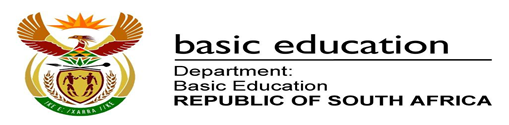 basic education
Department:
Basic Education
REPUBLIC OF SOUTH AFRICA